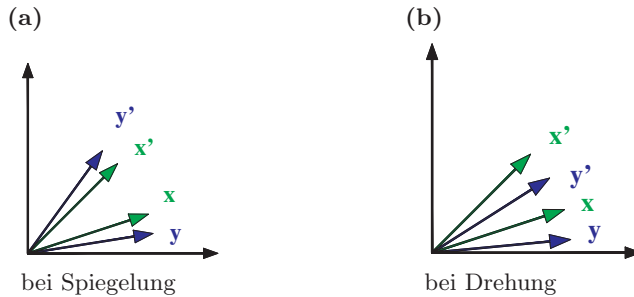 (a)
y'
x'
x
y
bei Spiegelung
(b)
x'
y'
x
y
bei Drehung